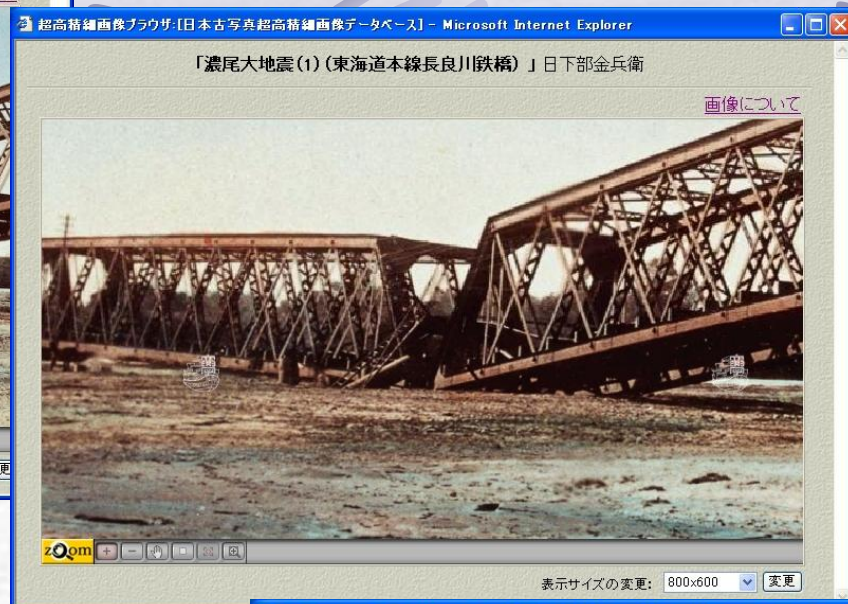 超高精細画像ブラウザ:[日本古写真超高精細画像データベース] - Microsoft Internet Explorer
「濃尾大地震(1)(東海道本線長良川鉄橋)」日下部金兵衛
画像について
zoom
表示サイズの変更: 800x600 変更
更